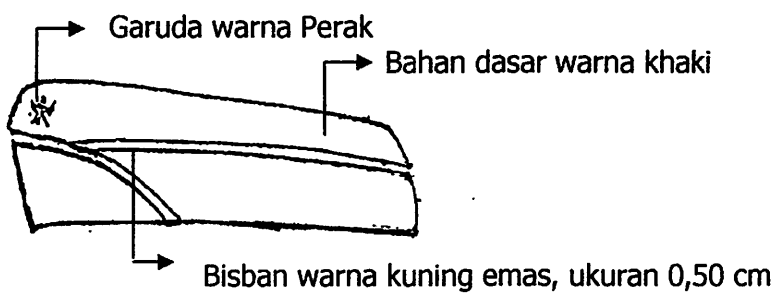 Garuda warna Perak
Bahan dasar warna khaki
Bisban warna kuning emas, ukuran 0,50 cm